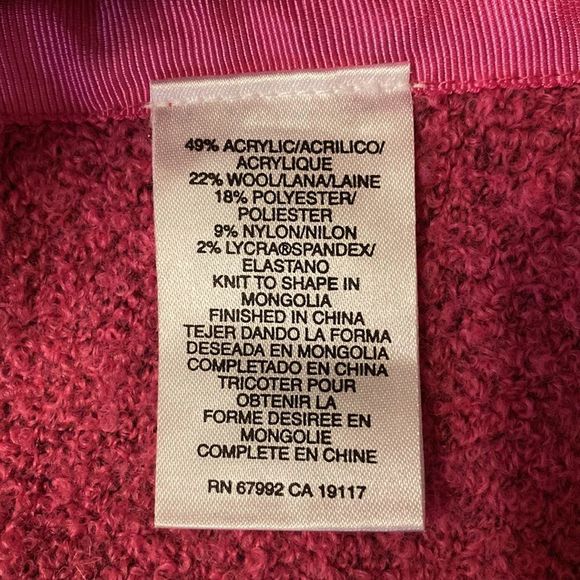 49% ACRYLIC/ACRILICO/
ACRYLIQUE
22% WOOL/LANA/LAINE
18% POLYESTER/
POLIESTER
9% NYLON/NILON
2% LYCRA®SPANDEX/
ELASTANO
KNIT TO SHAPE IN
MONGOLIA
FINISHED IN CHINA
TEJER DANDO LA FORMA
DESEADA EN MONGOLIA
COMPLETADO EN CHINA
TRICOTER POUR
OBTENIR LA
FORME DESIREE EN
MONGOLIE
COMPLETE EN CHINE
RN 67992 CA 19117